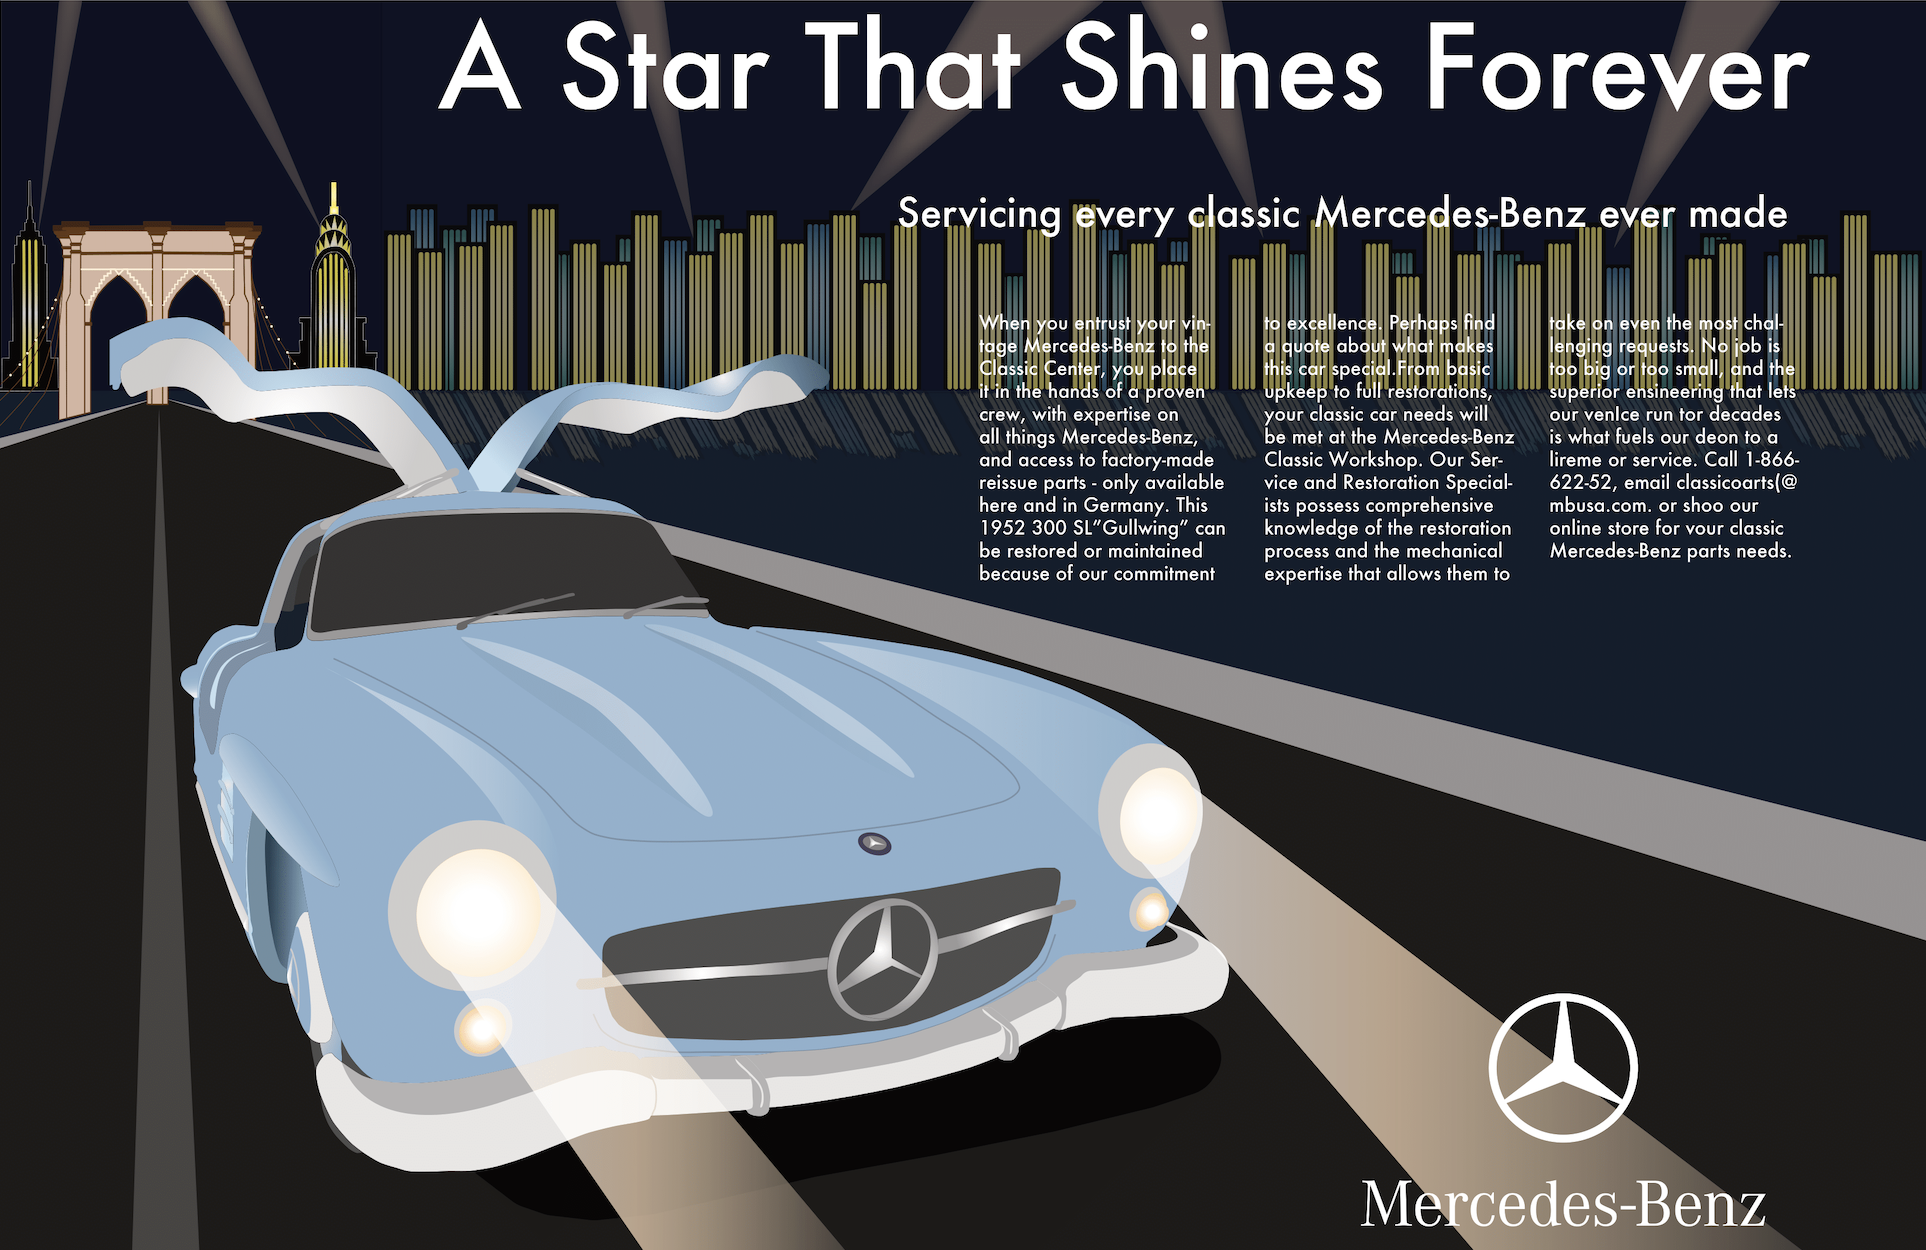 A Star That Shines Forever
Servicing every classic Mercedes-Benz ever made
When you entrust your vin-
tage Mercedes-Benz to the
Classic Center, you place
it in the hands of a proven
crew, with expertise on
all things Mercedes-Benz,
and access to factory-made
reissue parts - only available
here and in Germany. This
1952 300 SL”Gullwing” can
be restored or maintained
because of our commitment
to excellence. Perhaps find
a quote about what makes
this car special.From basic
upkeep to full restorations,
your classic car needs will
be met at the Mercedes-Benz
Classic Workshop. Our Ser-
vice and Restoration Special-
ists possess comprehensive
knowledge of the restoration
process and the mechanical
expertise that allows them to
take on even the most chal-
lenging requests. No job is
too big or too small, and the
superior ensineering that lets
our venIce run tor decades
is what fuels our deon to a
lireme or service. Call 1-866-
622-52, email classicoarts(@
mbusa.com. or shoo our
online store for vour classic
Mercedes-Benz parts needs.
Mercedes-Benz